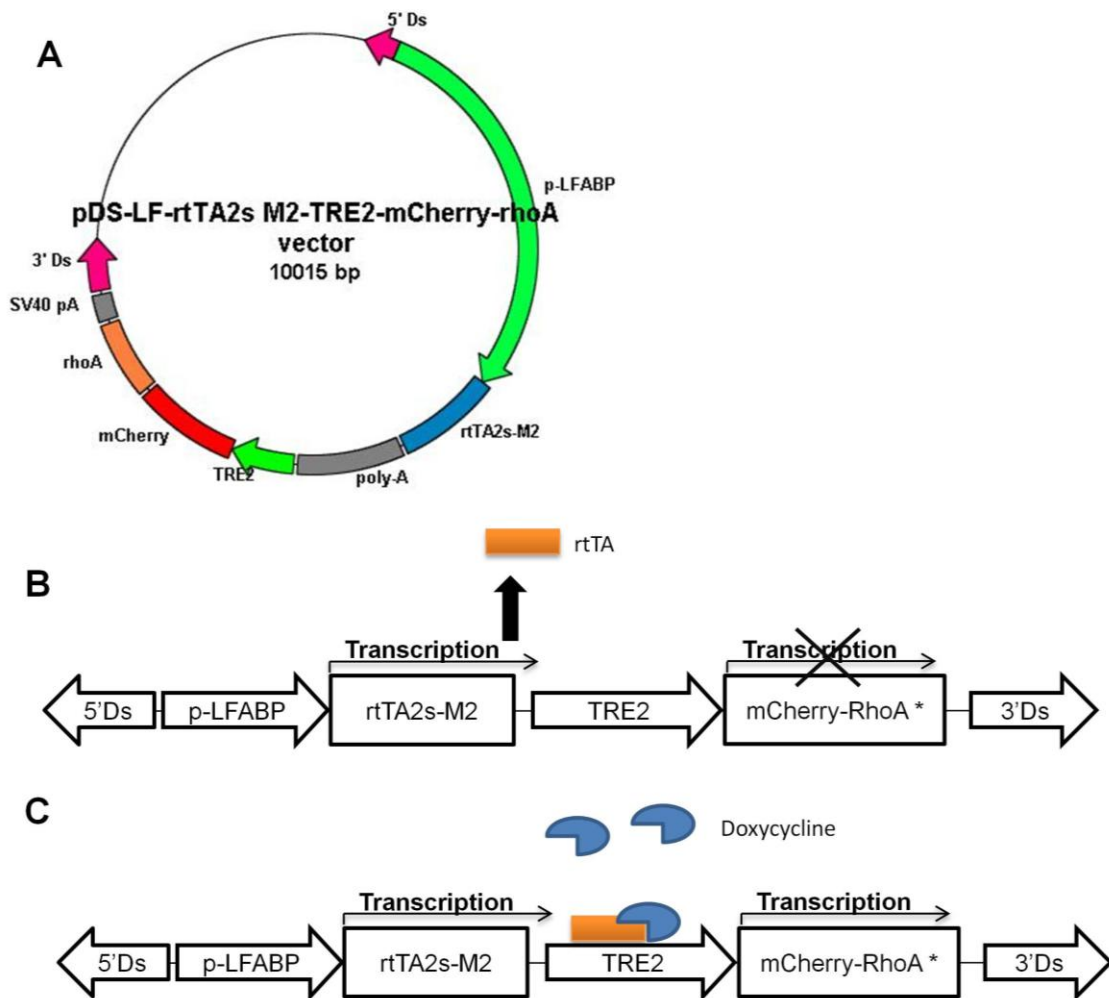 A
5' Ds
p-LFABP
pDS-LF-rtTA2s M2-TRE2-mCherry-rhoA
vector
10015 bp
3' Ds
SV40 pA
rhoA
mCherry
TRE2
poly-A
rtTA2s-M2
rtTA
B
Transcription
Transcription
5'Ds
p-LFABP
rtTA2s-M2
TRE2
mCherry-RhoA *
3'Ds
C
Doxycycline
Transcription
Transcription
5'Ds
p-LFABP
rtTA2s-M2
TRE2
mCherry-RhoA *
3'Ds